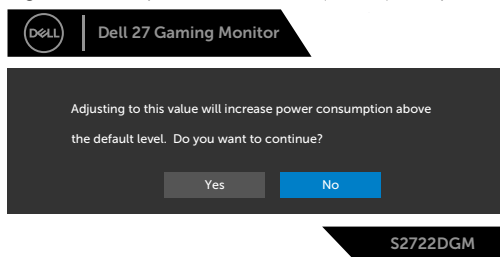 DELL
Dell 27 Gaming Monitor
Adjusting to this value will increase power consumption above
the default level. Do you want to continue?
Yes
No
S2722DGM